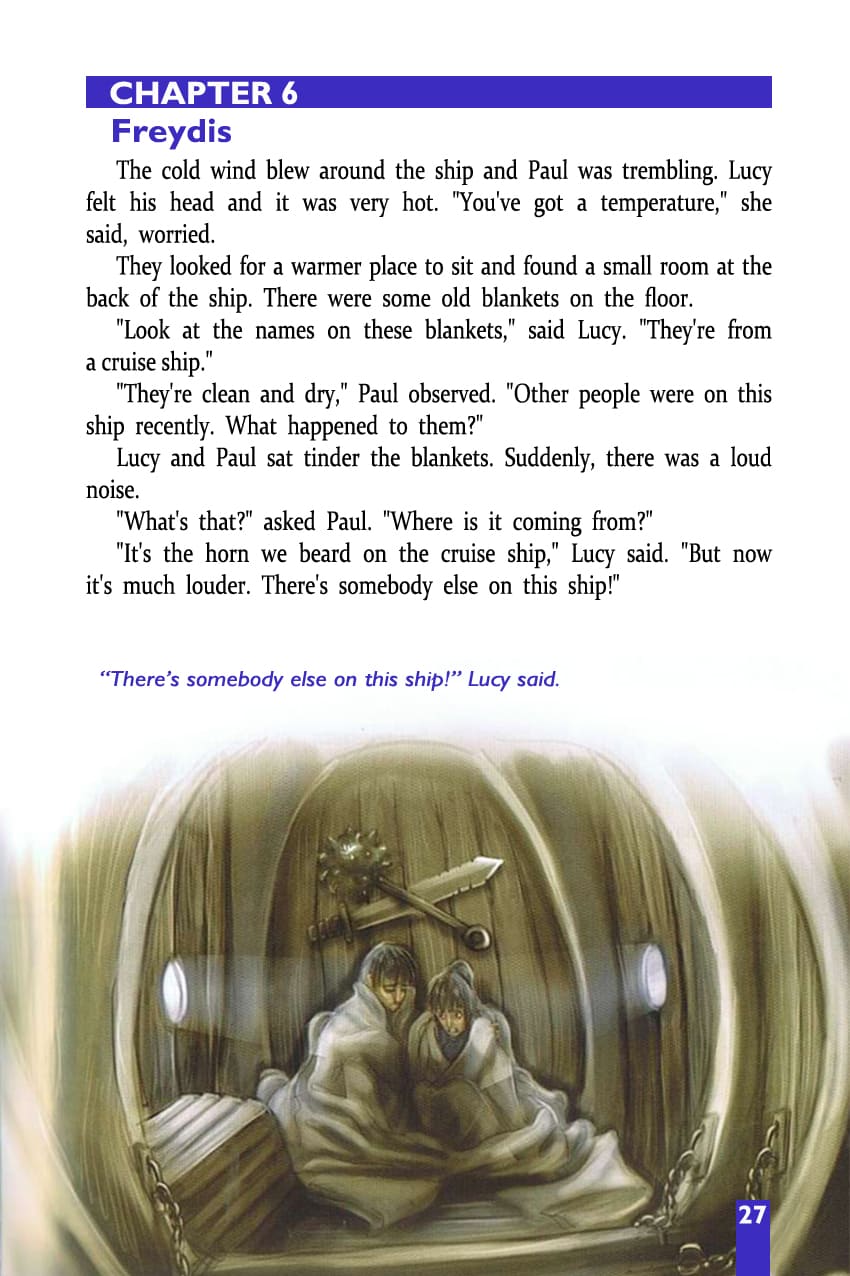 CHAPTER 6
Freydis
The cold wind blew around the ship and Paul was trembling. Lucy
felt his head and it was very hot. "You've got a temperature," she
said, worried.
They looked for a warmer place to sit and found a small room at the
back of the ship. There were some old blankets on the floor.
"Look at the names on these blankets," said Lucy. "They're from
a cruise ship."
"They're clean and dry," Paul observed. "Other people were on this
ship recently. What happened to them?"
Lucy and Paul sat tinder the blankets. Suddenly, there was a loud
noise.
"What's that?" asked Paul. "Where is it coming from?"
"It's the horn we beard on the cruise ship," Lucy said. "But now
it's much louder. There's somebody else on this ship!"
“There’s somebody else on this ship!” Lucy said.
27